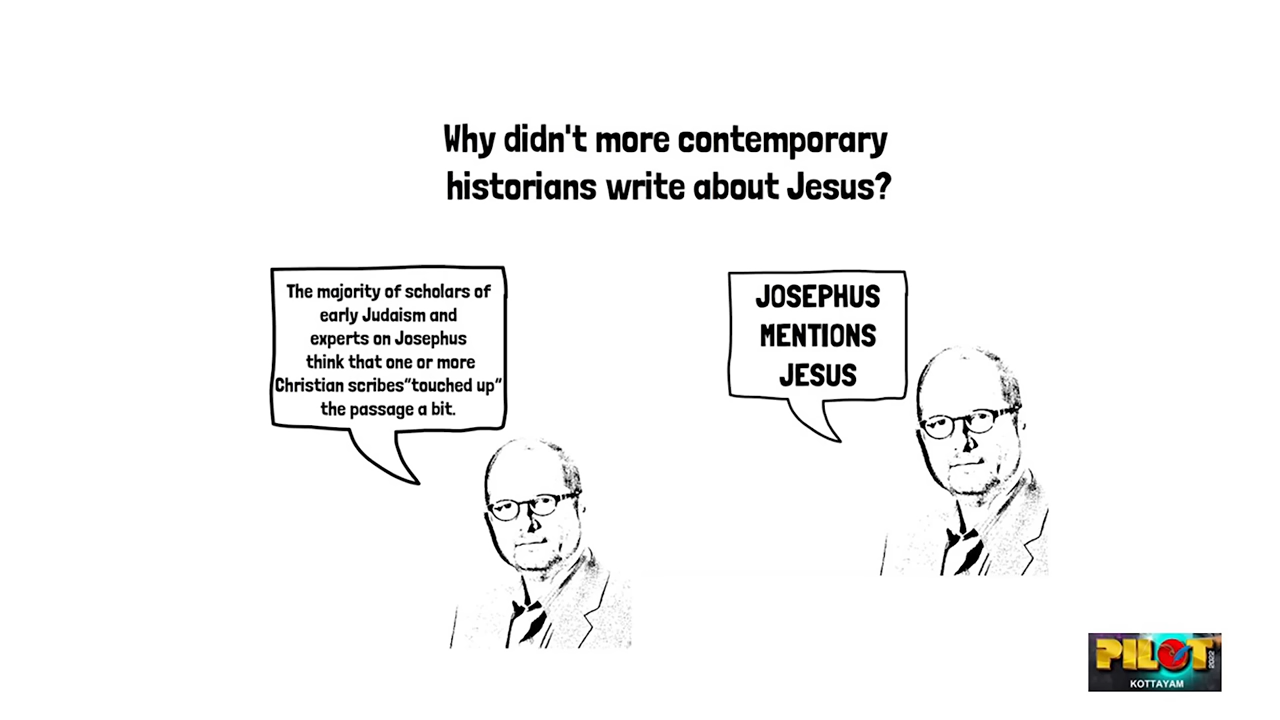 Why didn't more contemporary
historians write about Jesus?
The majority of scholars of
early Judaism and
experts on Josephus
think that one or more
Christian scribes"touched up"
the passage a bit.
JOSEPHUS
MENTIONS
JESUS
PILOT
2022
KOTTAYAM